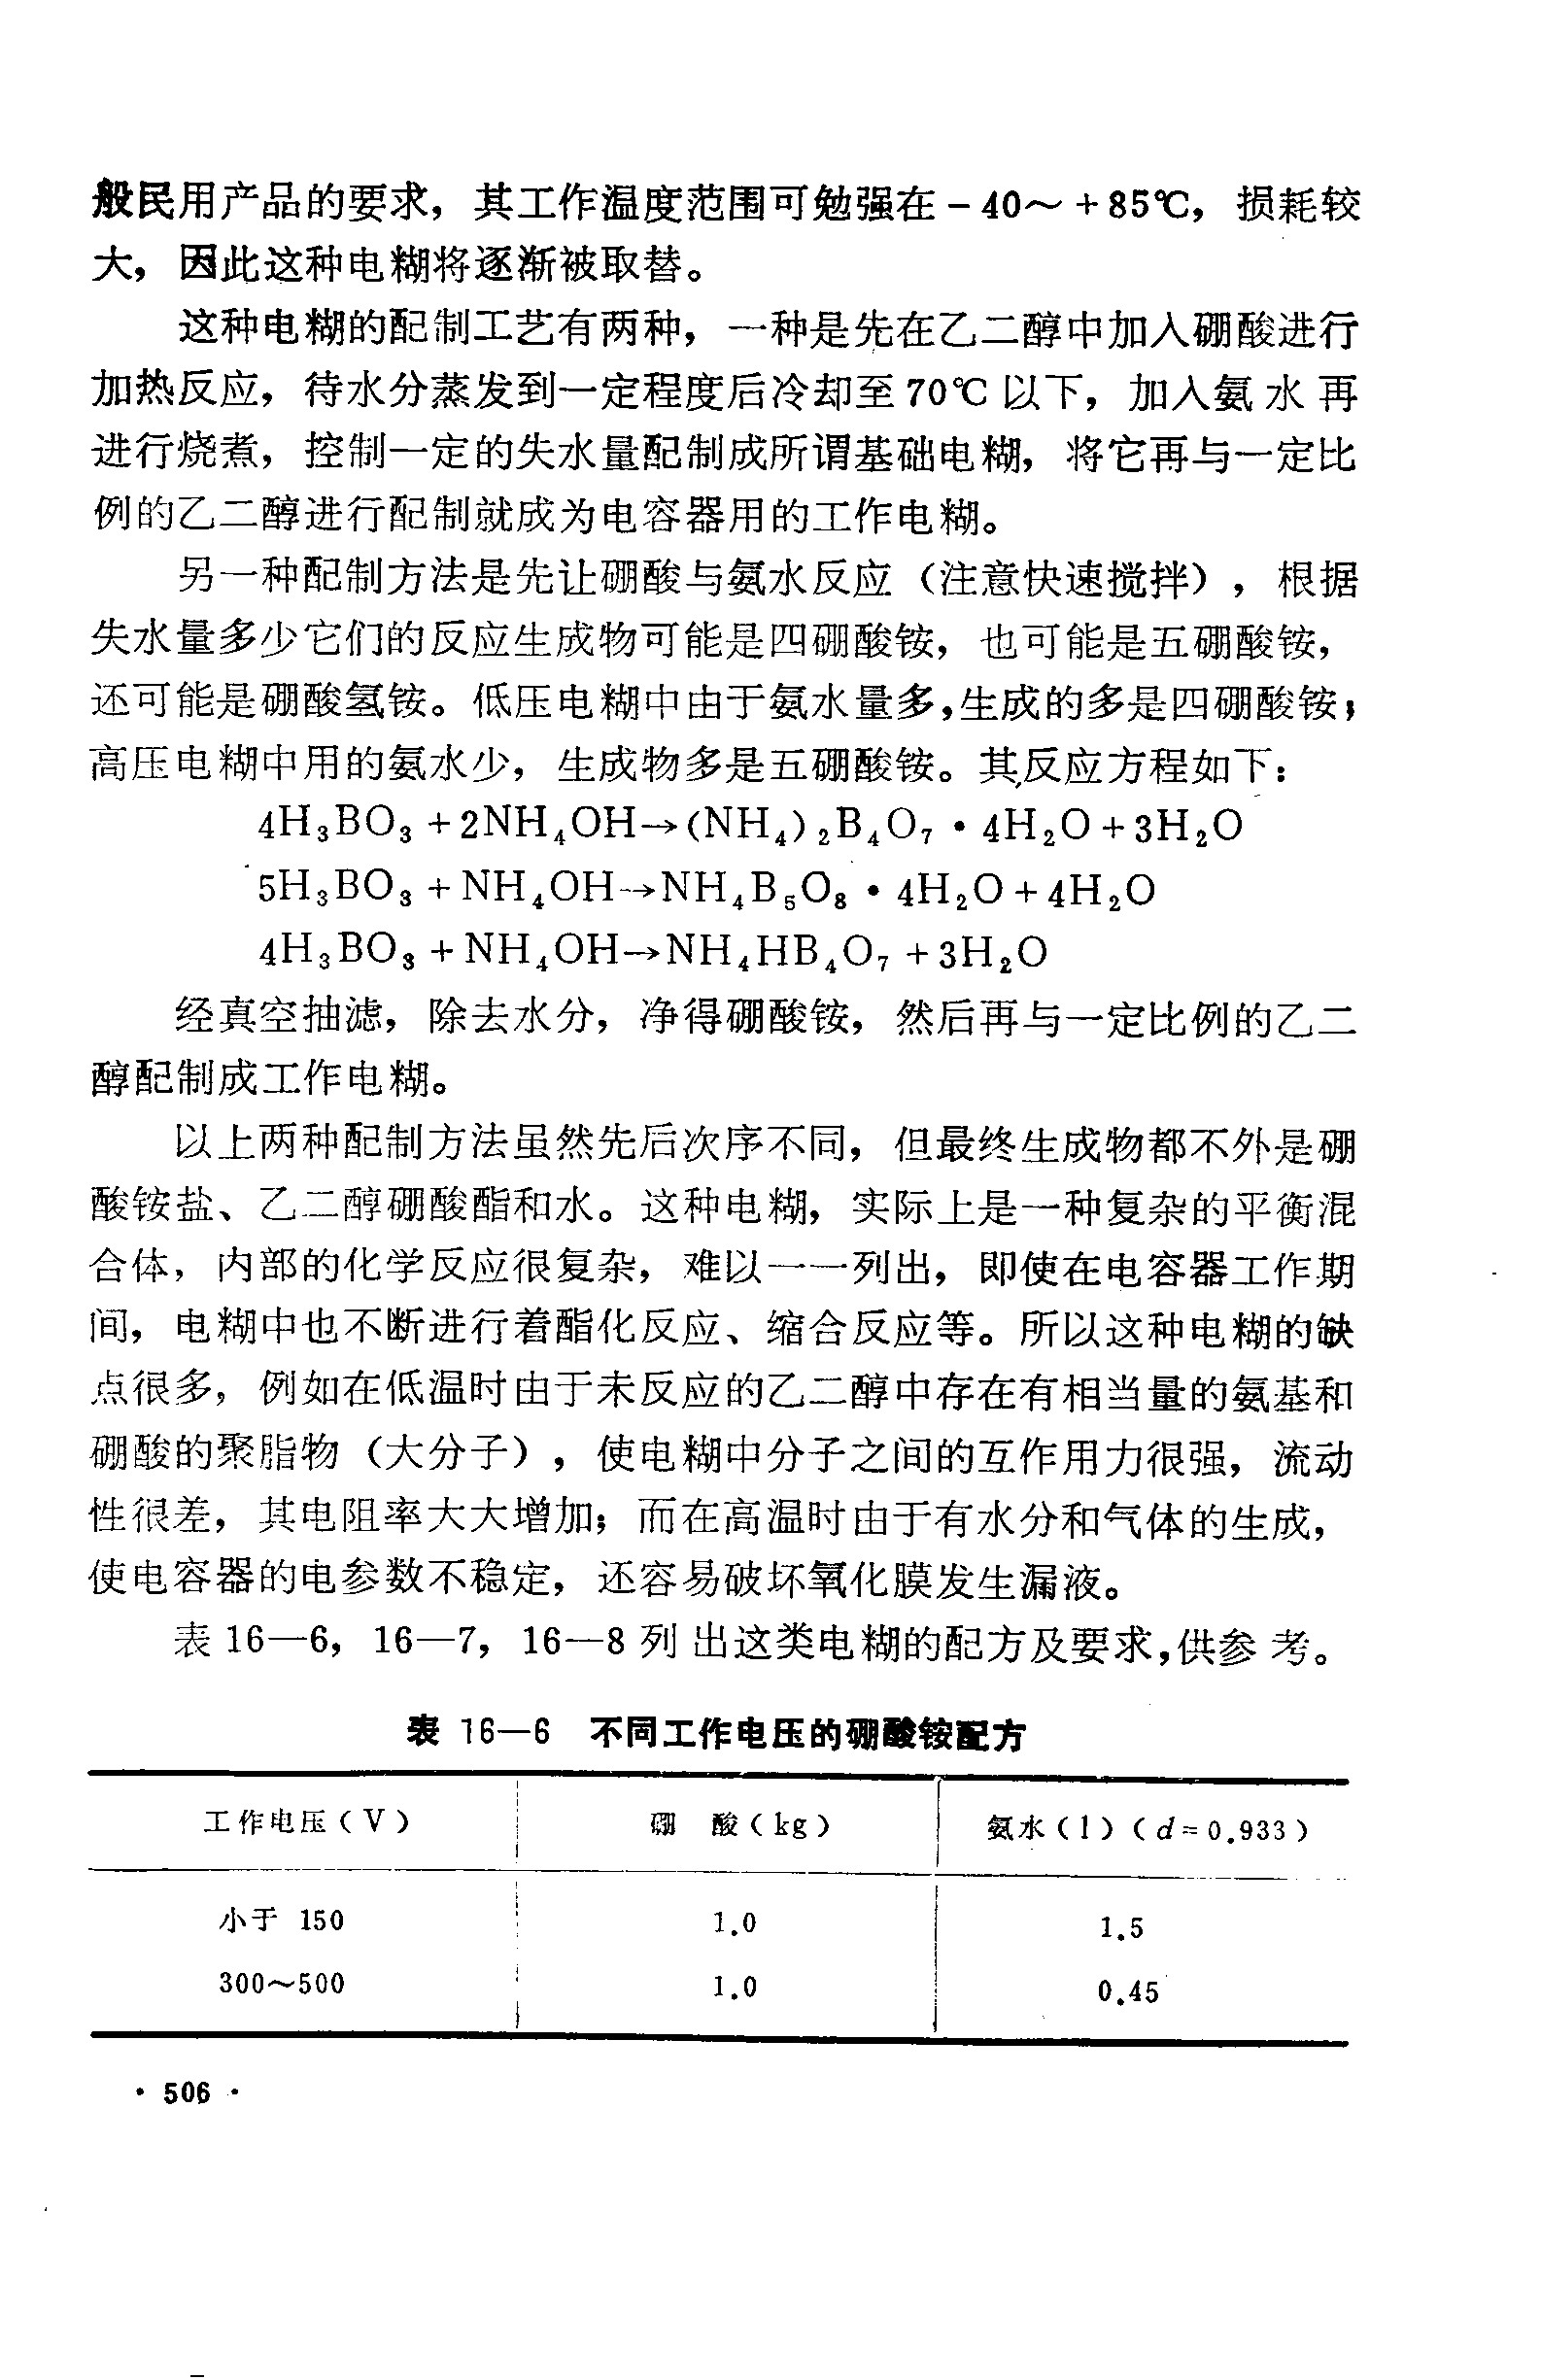 般民用产品的要求，其工作温度范围可勉强在－40～＋85℃，损耗较
大，因此这种电糊将逐渐被取替。
这种电糊的配制工艺有两种，一种是先在乙二醇中加入硼酸进行
加热反应，待水分蒸发到一定程度后冷却至70℃以下，加入氨水再
进行烧煮，控制一定的失水量配制成所谓基础电糊，将它再与一定比
例的乙二醇进行配制就成为电容器用的工作电糊。
另一种配制方法是先让硼酸与氨水反应（注意快速搅拌），根据
失水量多少它们的反应生成物可能是四硼酸铵，也可能是五硼酸铵，
还可能是硼酸氢铵。低压电糊中由于氨水量多，生成的多是四硼酸铵；
高压电糊中用的氨水少，生成物多是五硼酸铵。其反应方程如下：
4H₃BO₃＋2NH₄OH→(NH₄)₂B₄O₇·4H₂O＋3H₂O
5H₃BO₃＋NH₄OH→NH₄B₅O₈·4H₂O＋4H₂O
4H₃BO₃＋NH₄OH→NH₄HB₄O₇＋3H₂O
经真空抽滤，除去水分，净得硼酸铵，然后再与一定比例的乙二
醇配制成工作电糊。
以上两种配制方法虽然先后次序不同，但最终生成物都不外是硼
酸铵盐、乙二醇硼酸酯和水。这种电糊，实际上是一种复杂的平衡混
合体，内部的化学反应很复杂，难以一一列出，即使在电容器工作期
间，电糊中也不断进行着酯化反应、缩合反应等。所以这种电糊的缺
点很多，例如在低温时由于未反应的乙二醇中存在有相当量的氨基和
硼酸的聚脂物（大分子），使电糊中分子之间的互作用力很强，流动
性很差，其电阻率大大增加；而在高温时由于有水分和气体的生成，
使电容器的电参数不稳定，还容易破坏氧化膜发生漏液。
表16—6，16—7，16—8列出这类电糊的配方及要求，供参考。
表 16—6 不同工作电压的硼酸铵配方
工作电压（V） 硼 酸（kg） 氨水（l）（d=0.933）
小于 150 1.0 1.5
300～500 1.0 0.45
· 506 ·